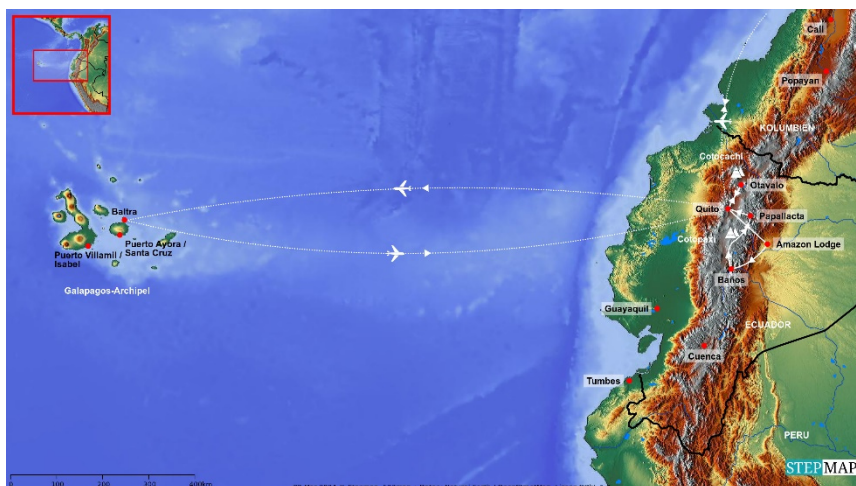 Cali
Popayan
KOLUMBIEN
Cotocachi
Otavalo
Quito
Papallacta
Cotopaxi
Amazon Lodge
Baños
Baltra
Puerto Ayora /
Santa Cruz
Puerto Villamil /
Isabel
Galapagos-Archipel
Guayaquil
ECUADOR
Cuenca
Tumbes
PERU
STEPMAP
0
100
200
400km